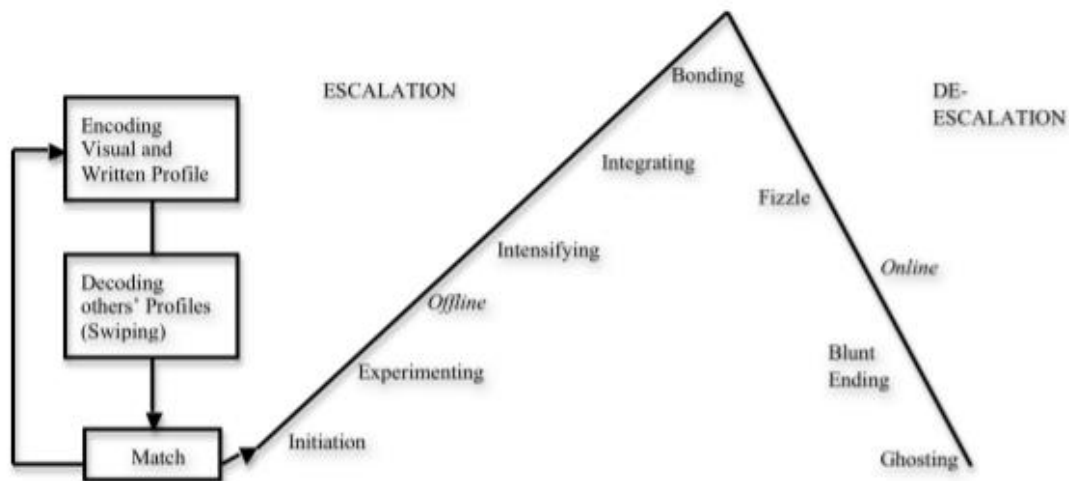 Encoding
Visual and
Written Profile
Decoding
others' Profiles
(Swiping)
Match
ESCALATION
Bonding
Integrating
Intensifying
Offline
Experimenting
Initiation
DE-
ESCALATION
Fizzle
Online
Blunt
Ending
Ghosting